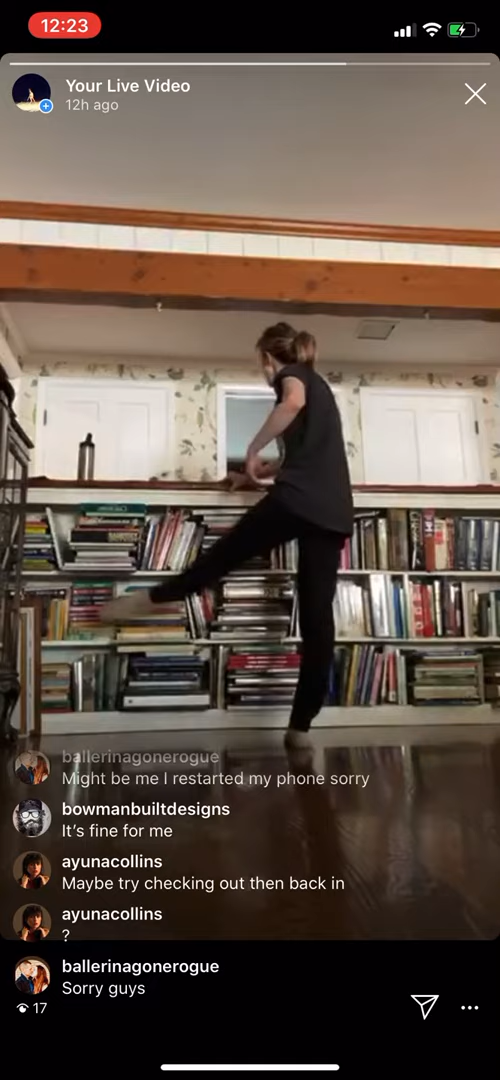 12:23
Your Live Video
12h ago
ballerinagonerogue
Might be me I restarted my phone sorry
bowmanbuiltdesigns
It's fine for me
ayunacollins
Maybe try checking out then back in
ayunacollins
?
ballerinagonerogue
Sorry guys
17